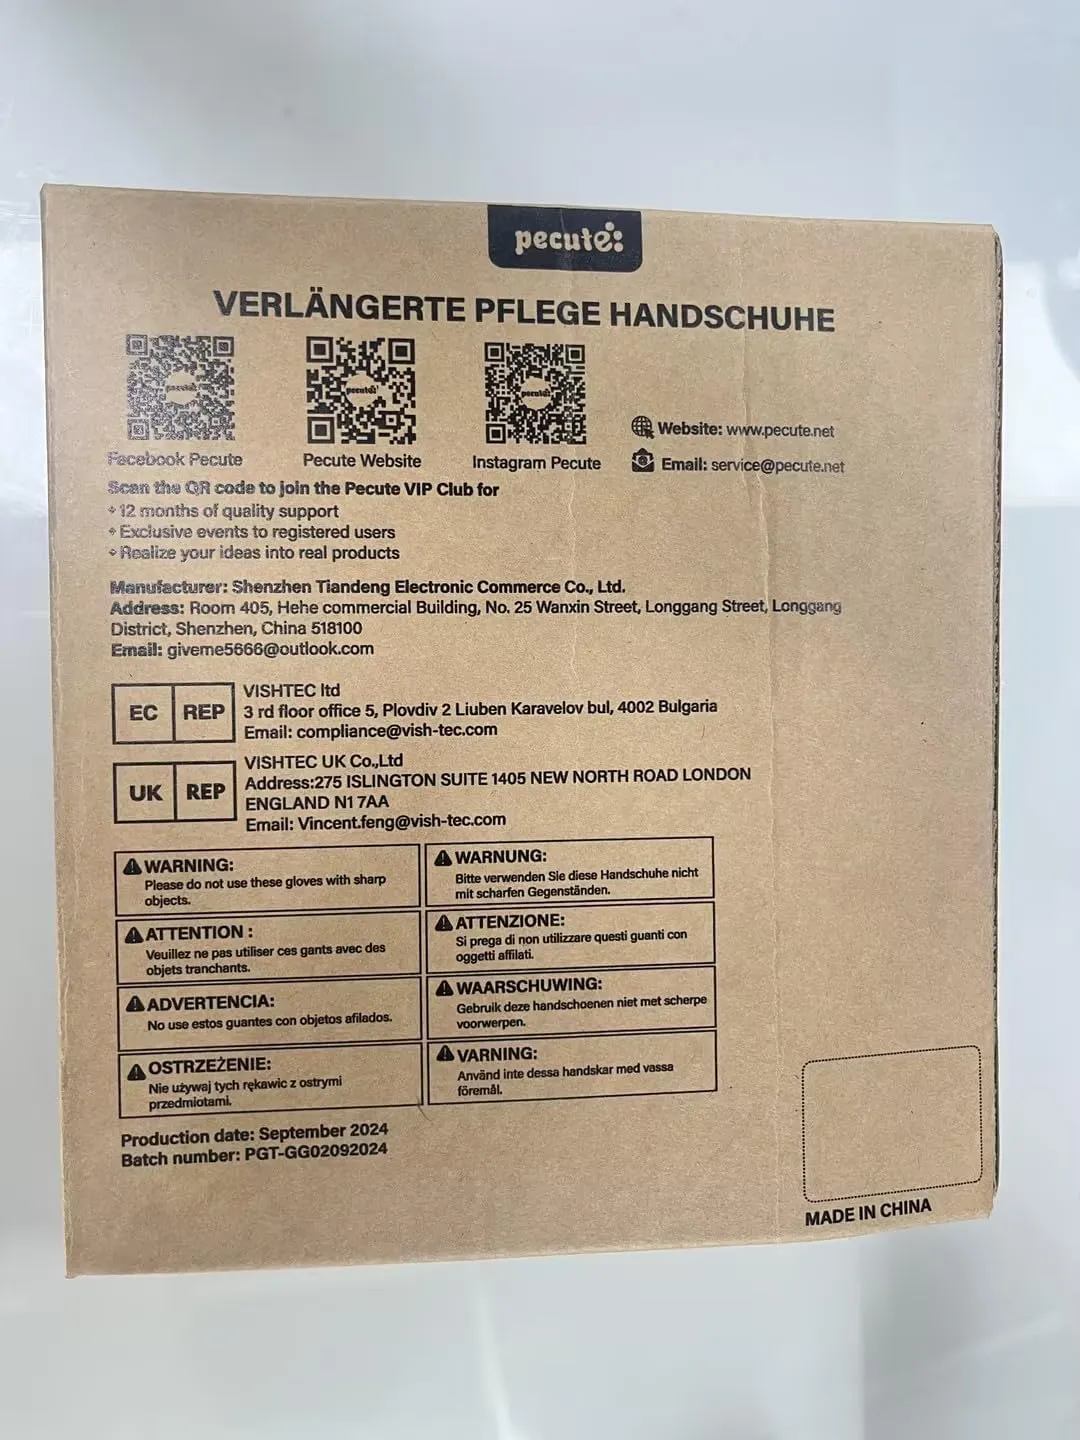 pecute:
VERLÄNGERTE PFLEGE HANDSCHUHE
pecute:
pecute:
pecute:
Facebook Pecute
Pecute Website
Instagram Pecute
Website: www.pecute.net
Email: service@pecute.net
Scan the QR code to join the Pecute VIP Club for
12 months of quality support
Exclusive events to registered users
Realize your ideas into real products
Manufacturer: Shenzhen Tiandeng Electronic Commerce Co., Ltd.
Address: Room 405, Hehe commercial Building, No. 25 Wanxin Street, Longgang Street, Longgang
District, Shenzhen, China 518100
Email: giveme5666@outlook.com
EC REP
VISHTEC ltd
3 rd floor office 5, Plovdiv 2 Liuben Karavelov bul, 4002 Bulgaria
Email: compliance@vish-tec.com
UK REP
VISHTEC UK Co.,Ltd
Address:275 ISLINGTON SUITE 1405 NEW NORTH ROAD LONDON
ENGLAND N1 7AA
Email: Vincent.feng@vish-tec.com
WARNING:
Please do not use these gloves with sharp
objects.
WARNUNG:
Bitte verwenden Sie diese Handschuhe nicht
mit scharfen Gegenständen.
ATTENTION :
Veuillez ne pas utiliser ces gants avec des
objets tranchants.
ATTENZIONE:
Si prega di non utilizzare questi guanti con
oggetti affilati.
ADVERTENCIA:
No use estos guantes con objetos afilados.
WAARSCHUWING:
Gebruik deze handschoenen niet met scherpe
voorwerpen.
OSTRZEŻENIE:
Nie używaj tych rękawic z ostrymi
przedmiotami.
VARNING:
Använd inte dessa handskar med vassa
föremål.
Production date: September 2024
Batch number: PGT-GG02092024
MADE IN CHINA